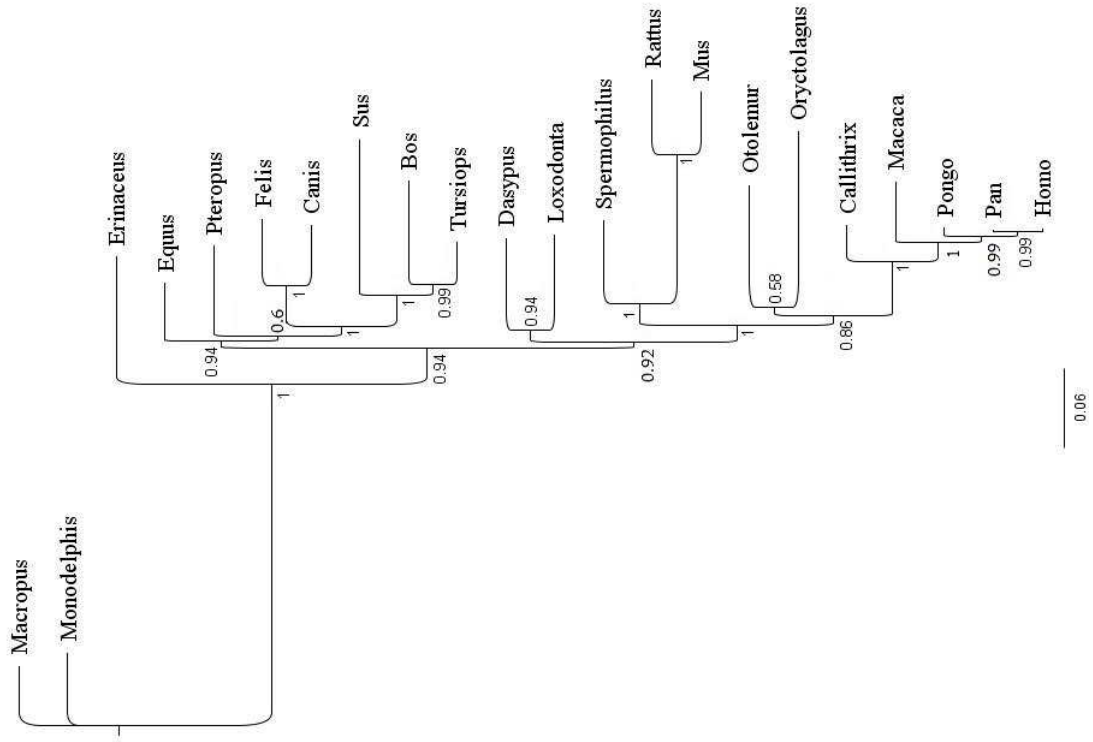 Macropus
Monodelphis
Erinaceus
Equus
Pteropus
Felis
Canis
Sus
Bos
Tursiops
Dasypus
Loxodonta
Spermophilus
Rattus
Mus
Otolemur
Oryctolagus
Callithrix
Macaca
Pongo
Pan
Homo
1
0.94
0.6
1
1
1
0.99
0.94
0.94
0.92
1
1
1
0.58
0.86
1
1
0.99
0.99
0.06